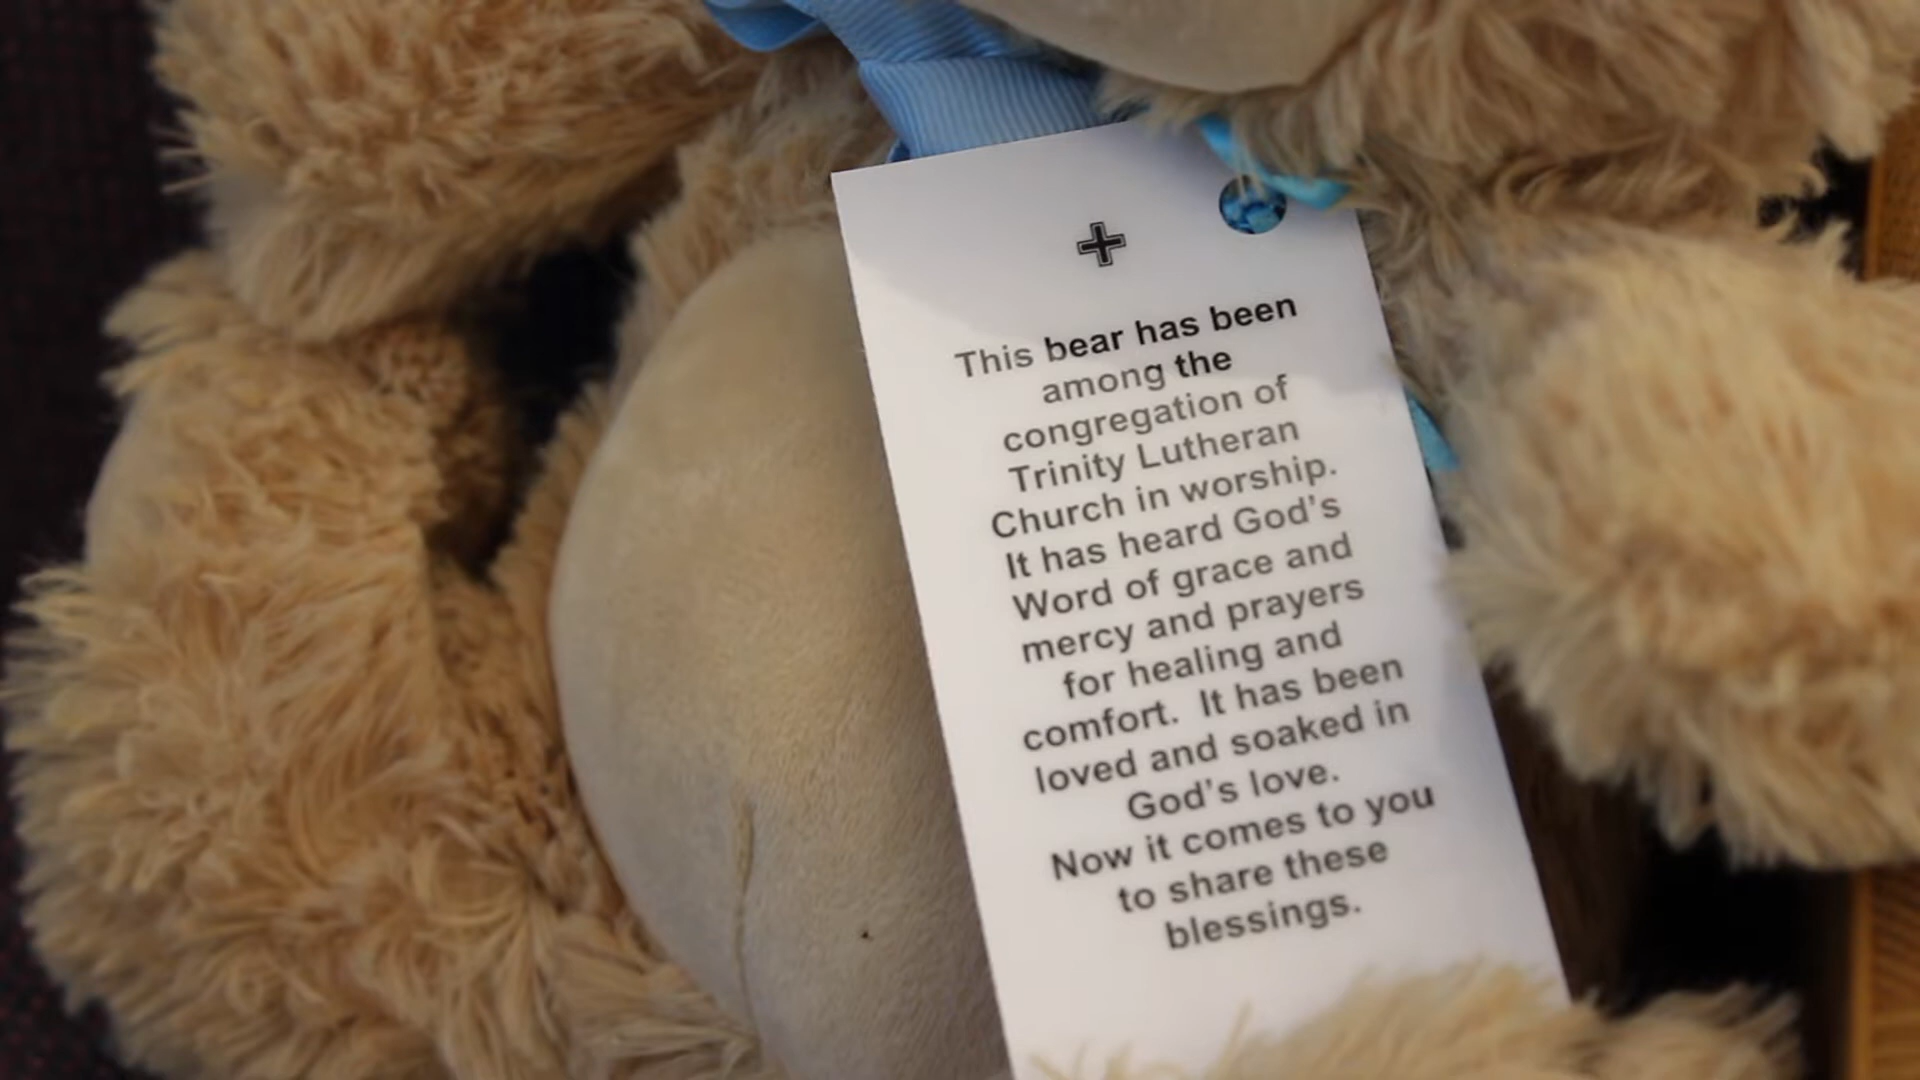 This bear has been
among the
congregation of
Trinity Lutheran
Church in worship.
It has heard God's
Word of grace and
mercy and prayers
for healing and
comfort.  It has been
loved and soaked in
God's love.
Now it comes to you
to share these
blessings.